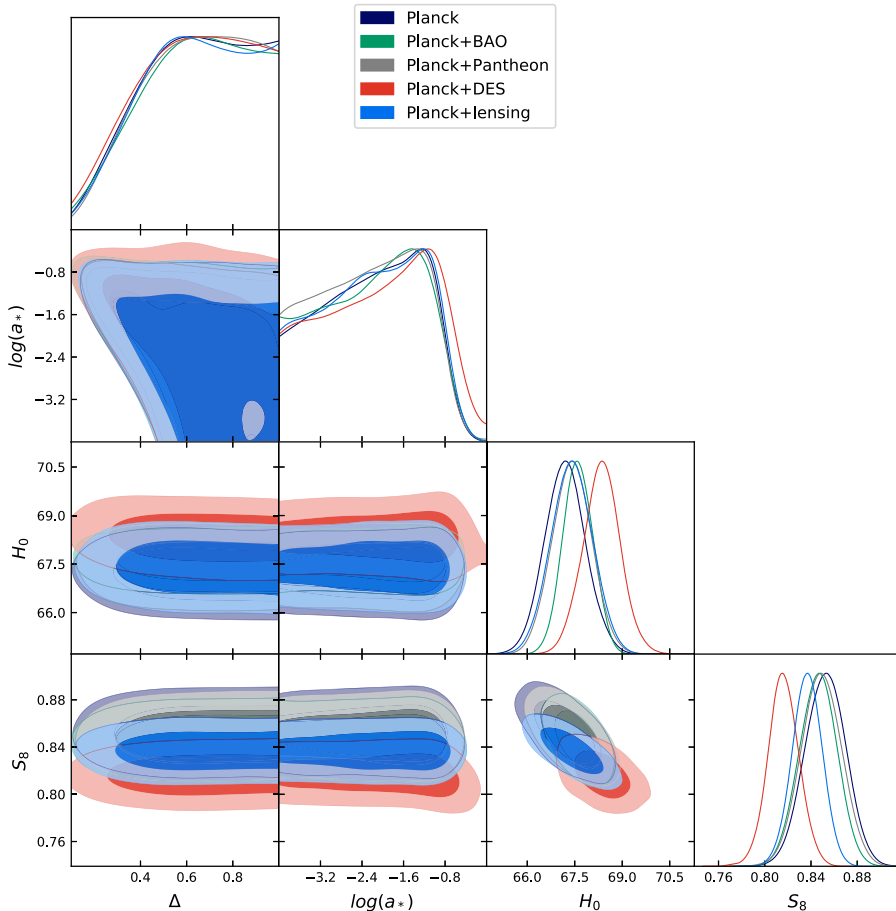 Planck
Planck+BAO
Planck+Pantheon
Planck+DES
Planck+lensing
−0.8
−1.6
−2.4
−3.2
log(a*)
70.5
69.0
67.5
66.0
H₀
0.88
0.84
0.80
0.76
S₈
0.4 0.8
Δ
−3.2 −2.4 −1.6 −0.8
log(a*)
66.0 67.5 69.0 70.5
H₀
0.76 0.80 0.84 0.88
S₈